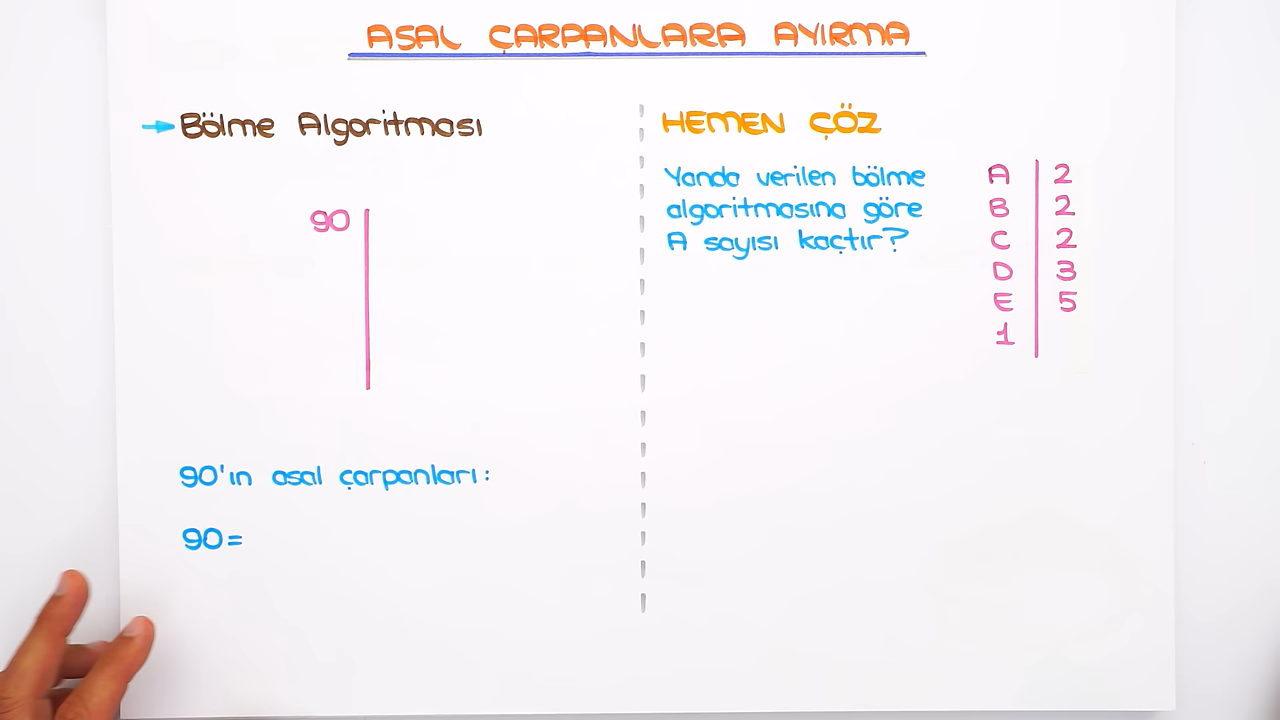 ASAL ÇARPANLARA AYIRMA
Bölme Algoritması
90
90'ın asal çarpanları:
90=
HEMEN ÇÖZ
Yanda verilen bölme
algoritmasına göre
A sayısı kaçtır?
A 2
B 2
C 2
D 3
E 5
1